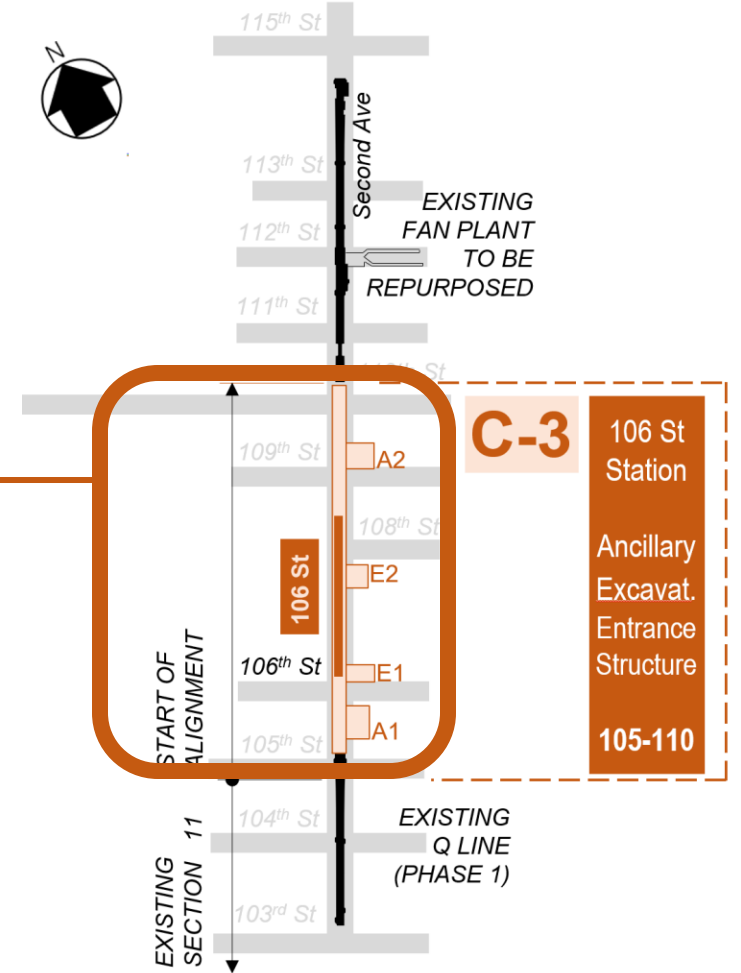 115th St
N
Second Ave
113th St
EXISTING
FAN PLANT
TO BE
REPURPOSED
112th St
111th St
St
C-3
106 St
Station
Ancillary
Excavat.
Entrance
Structure
105-110
109th St
A2
108th St
E2
106 St
106th St
E1
START OF
ALIGNMENT
A1
105th St
104th St
EXISTING
Q LINE
(PHASE 1)
EXISTING
SECTION 11
103rd St